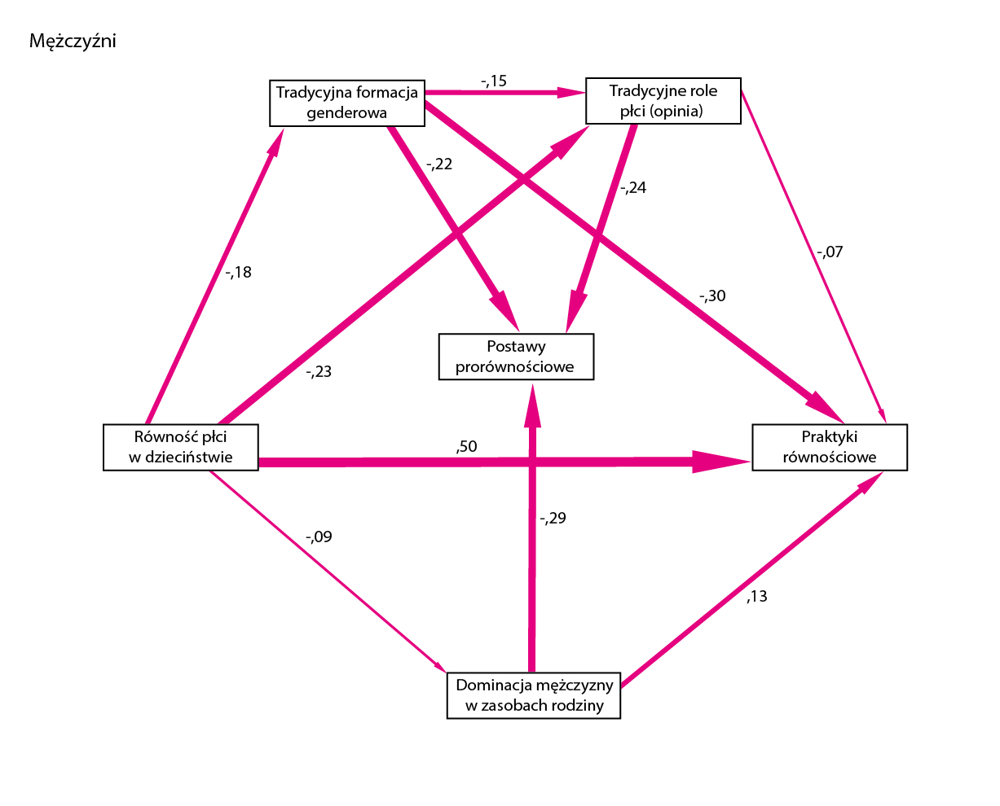 Mężczyźni
Tradycyjna formacja
genderowa
-,15
Tradycyjne role
płci (opinia)
-,22
-,24
-,18
-,07
-,30
-,23
Postawy
prorównościowe
Równość płci
w dzieciństwie
,50
Praktyki
równościowe
-,29
-,09
,13
Dominacja mężczyzny
w zasobach rodziny